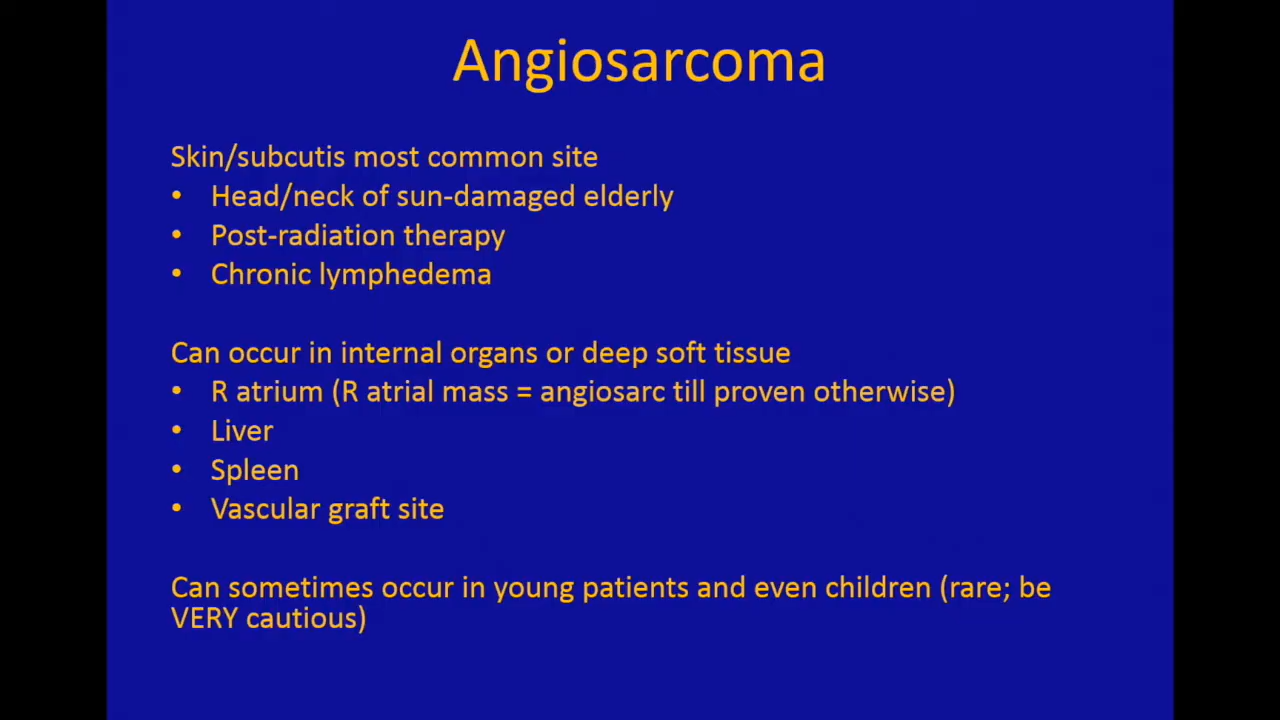 Angiosarcoma
Skin/subcutis most common site
• Head/neck of sun-damaged elderly
• Post-radiation therapy
• Chronic lymphedema
Can occur in internal organs or deep soft tissue
• R atrium (R atrial mass = angiosarc till proven otherwise)
• Liver
• Spleen
• Vascular graft site
Can sometimes occur in young patients and even children (rare; be
VERY cautious)